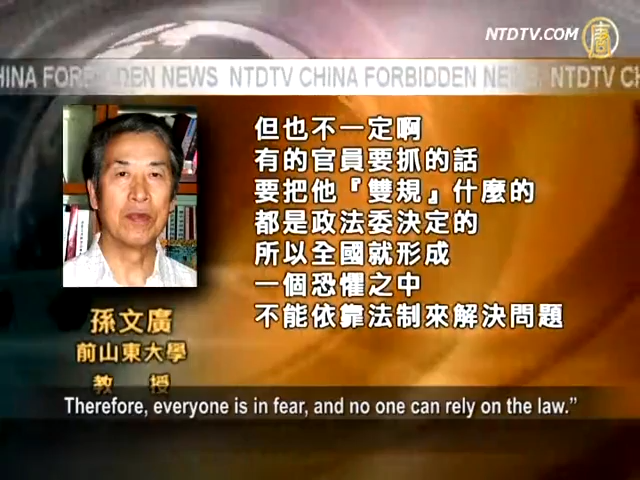 NTDTV.COM
HINA FORBIDDEN NEWS NTDTV CHINA FORBIDDEN NEWS NTDTV CH
但也不一定啊
有的官員要抓的話
要把他『雙規』什麼的
都是政法委決定的
所以全國就形成
一個恐懼之中
不能依靠法制來解決問題
孫文廣
前山東大學
教 授
Therefore, everyone is in fear, and no one can rely on the law.”